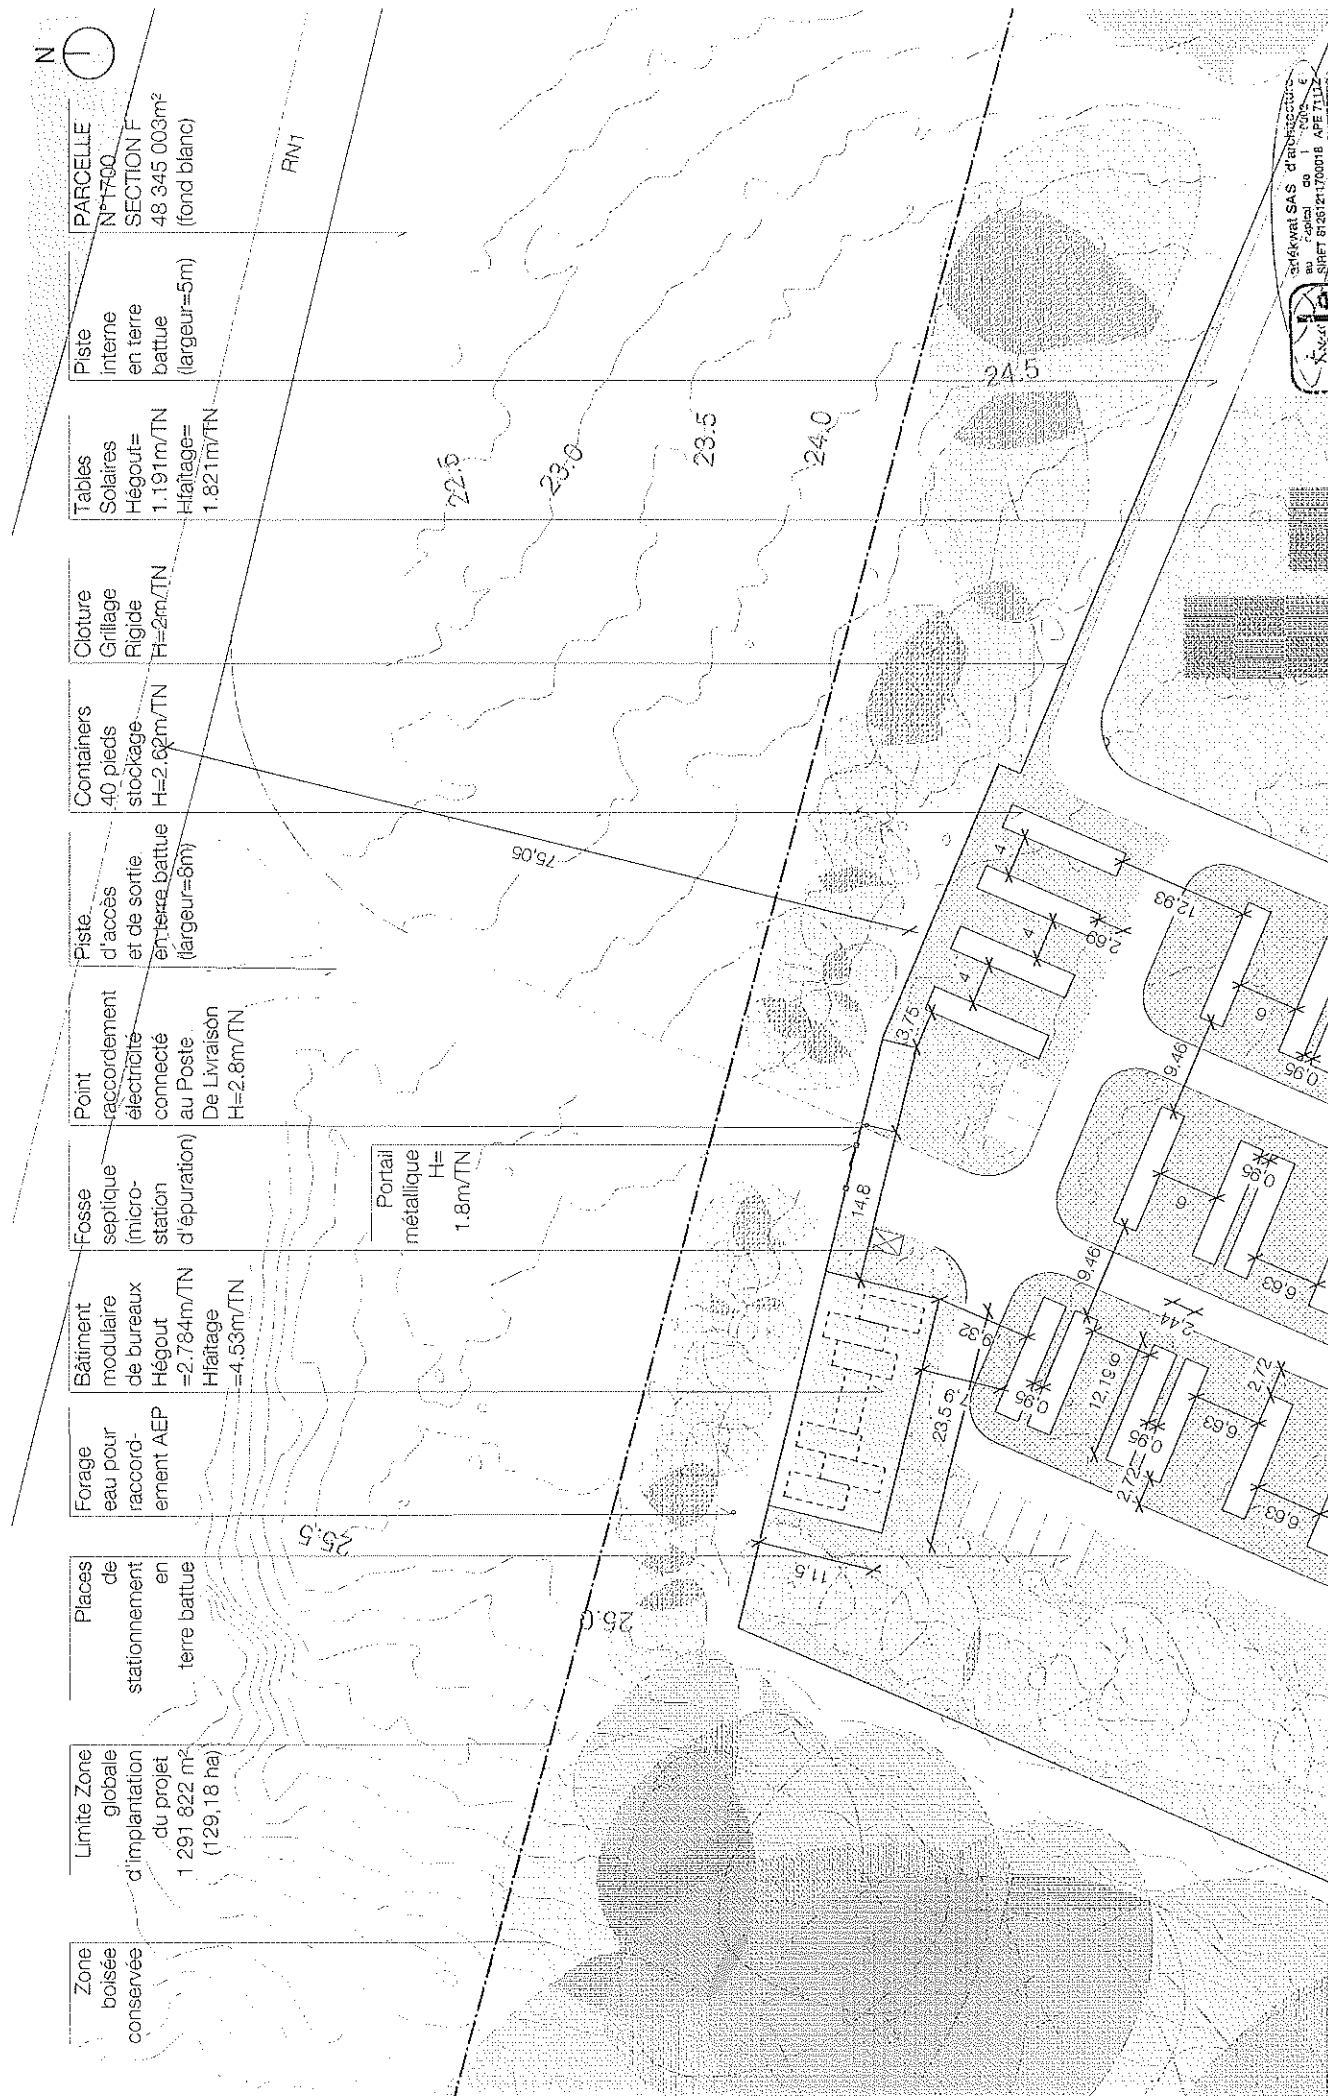 Zone
boisée
conservée
Limite Zone
globale
d'implantation
du projet
1 291 822 m²
(129,18 ha)
Places
de
stationnement
en
terre battue
Forage
eau pour
raccord-
ement AEP
Bâtiment
modulaire
de bureaux
Hégout
=2.784m/TN
Hfaîtage
=4.53m/TN
Fosse
septique
(micro-
station
d'épuration)
Point
raccordement
électricité
connecté
au Poste
De Livraison
H=2.8m/TN
Piste
d'accès
et de sortie
en terre battue
(largeur=8m)
Containers
40 pieds
stockage
H=2.62m/TN
Cloture
Grillage
Rigide
H=2m/TN
Tables
Solaires
Hégout=
1.191m/TN
Hfaîtage=
1.821m/TN
Piste
interne
en terre
battue
(largeur=5m)
PARCELLE
N°1700
SECTION F
48 345 003m²
(fond blanc)
N
RN1
Portail
métallique
H=
1.8m/TN
25.5
22.5
23.0
23.5
24.0
24.5
75,05
14.8
3.75
4
4
4
2.69
12.93
11.5
23.5
9.32
9.46
9.46
6
6
0.95
0.95
0.95
0.95
12.19
2.44
2.72
2.72
6.63
6.63
6.63
SAS d'architecture
SIRET
APE